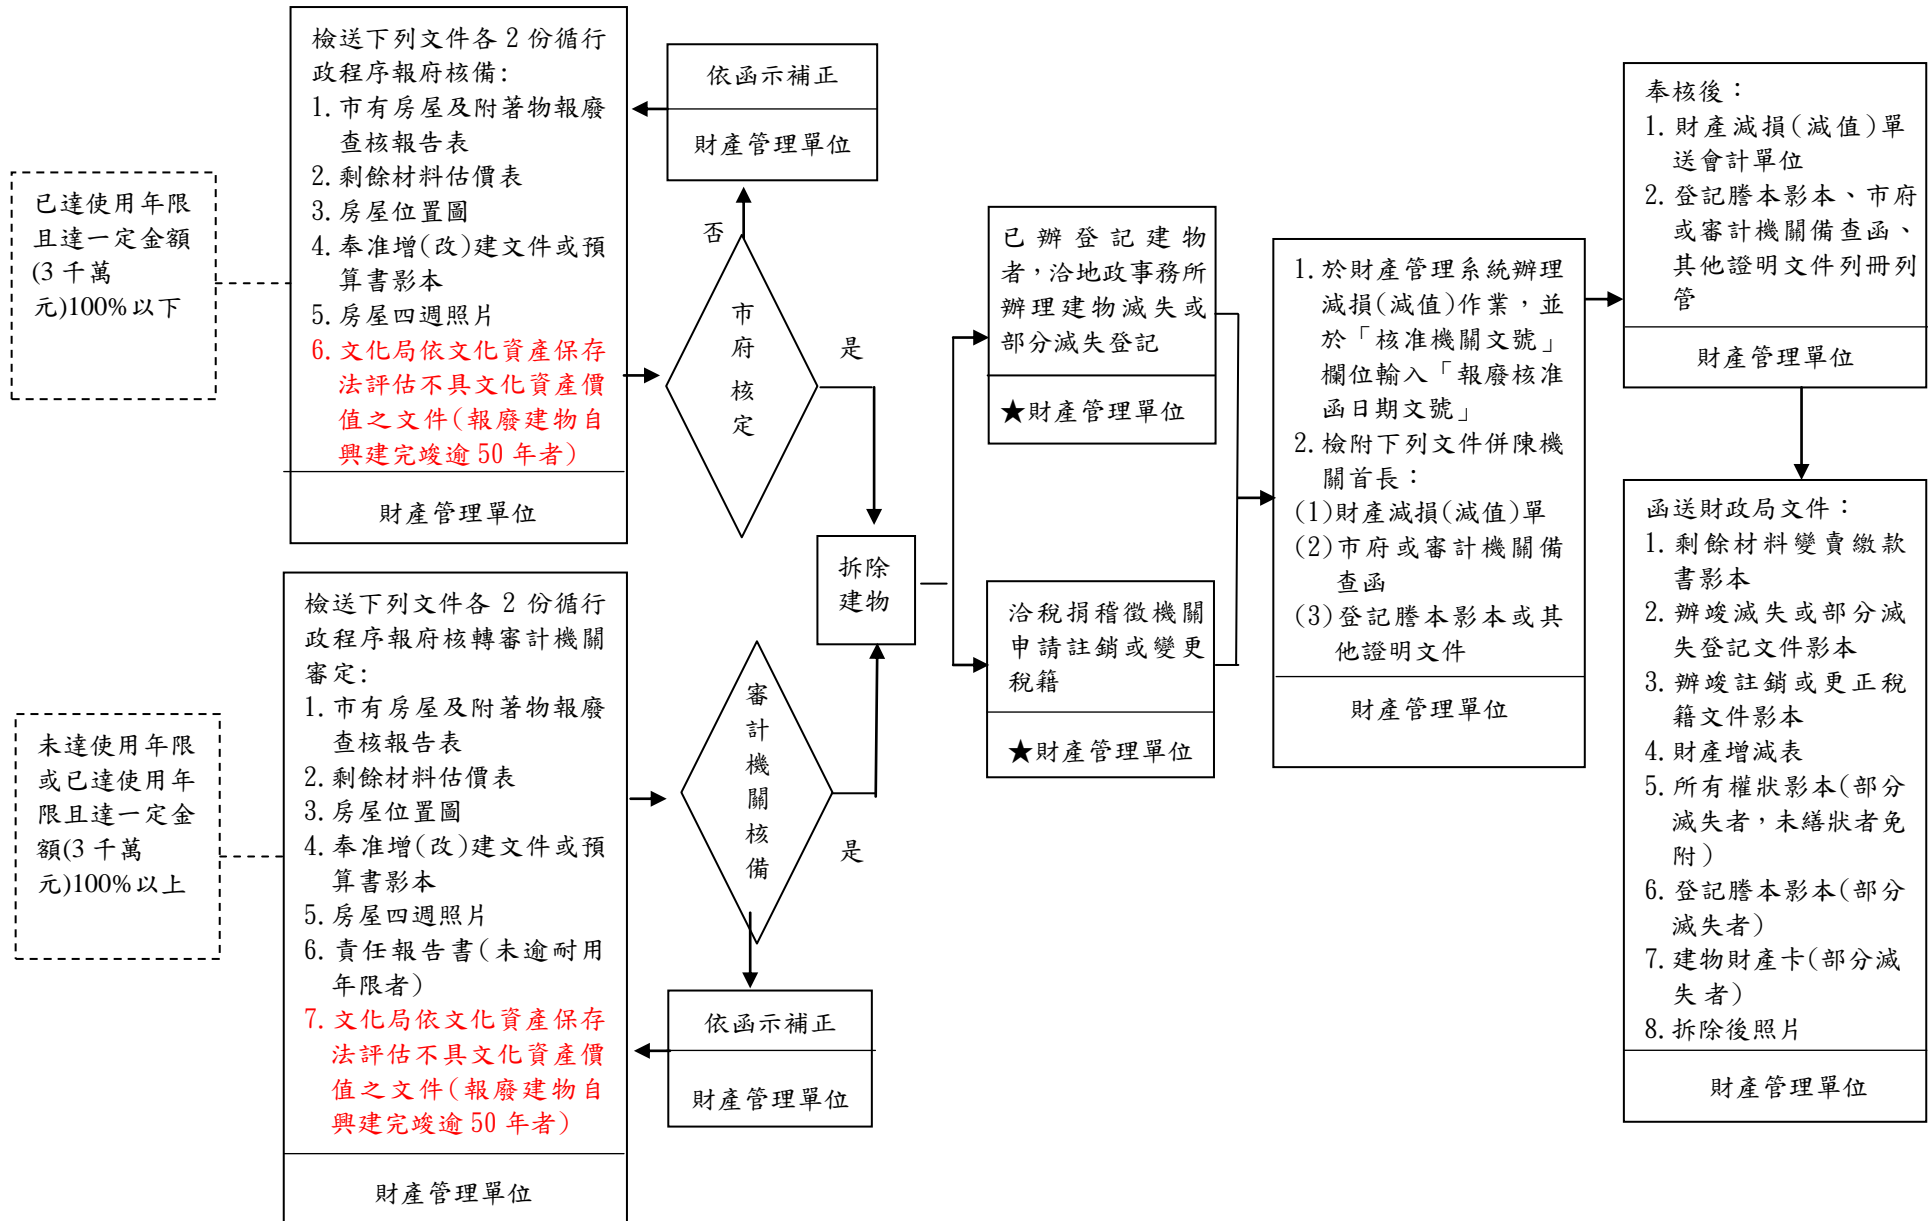 已達使用年限
且達一定金額
(3 千萬
元)100%以下
檢送下列文件各 2 份循行
政程序報府核備:
1. 市有房屋及附著物報廢
查核報告表
2. 剩餘材料估價表
3. 房屋位置圖
4. 奉准增(改)建文件或預
算書影本
5. 房屋四週照片
6. 文化局依文化資產保存
法評估不具文化資產價
值之文件(報廢建物自
興建完竣逾 50 年者)
財產管理單位
依函示補正
財產管理單位
否
市
府
核
定
是
未達使用年限
或已達使用年
限且達一定金
額(3 千萬
元)100%以上
檢送下列文件各 2 份循行
政程序報府核轉審計機關
審定:
1. 市有房屋及附著物報廢
查核報告表
2. 剩餘材料估價表
3. 房屋位置圖
4. 奉准增(改)建文件或預
算書影本
5. 房屋四週照片
6. 責任報告書(未逾耐用
年限者)
7. 文化局依文化資產保存
法評估不具文化資產價
值之文件(報廢建物自
興建完竣逾 50 年者)
財產管理單位
審
計
機
關
核
備
是
依函示補正
財產管理單位
拆除
建物
已辦登記建物
者，洽地政事務所
辦理建物滅失或
部分滅失登記
★財產管理單位
洽稅捐稽徵機關
申請註銷或變更
稅籍
★財產管理單位
1. 於財產管理系統辦理
減損(減值)作業，並
於「核准機關文號」
欄位輸入「報廢核准
函日期文號」
2. 檢附下列文件併陳機
關首長：
(1)財產減損(減值)單
(2)市府或審計機關備
查函
(3)登記謄本影本或其
他證明文件
財產管理單位
奉核後：
1. 財產減損(減值)單
送會計單位
2. 登記謄本影本、市府
或審計機關備查函、
其他證明文件列冊列
管
財產管理單位
函送財政局文件：
1. 剩餘材料變賣繳款
書影本
2. 辦竣滅失或部分滅
失登記文件影本
3. 辦竣註銷或更正稅
籍文件影本
4. 財產增減表
5. 所有權狀影本(部分
滅失者，未繕狀者免
附)
6. 登記謄本影本(部分
滅失者)
7. 建物財產卡(部分滅
失者)
8. 拆除後照片
財產管理單位